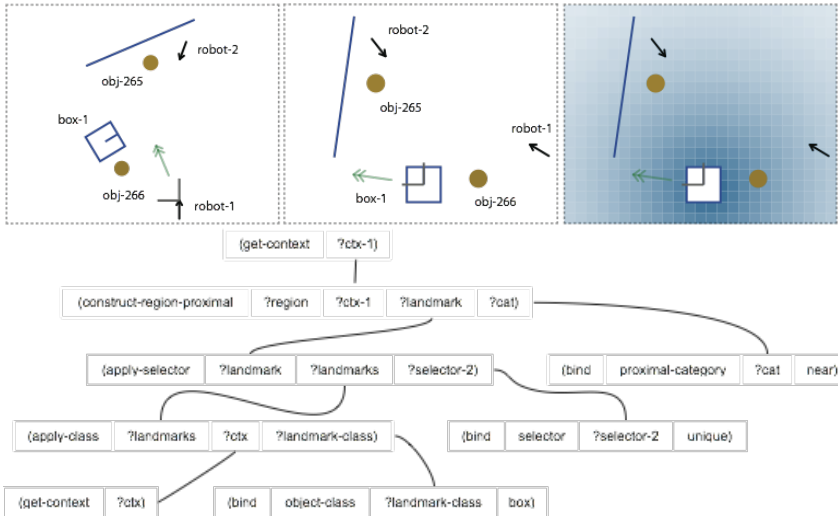 robot-2
obj-265
box-1
obj-266
robot-1
robot-2
obj-265
robot-1
box-1
obj-266
(get-context ?ctx-1)
(construct-region-proximal ?region ?ctx-1 ?landmark ?cat)
(apply-selector ?landmark ?landmarks ?selector-2) (bind proximal-category ?cat near)
(apply-class ?landmarks ?ctx ?landmark-class) (bind selector ?selector-2 unique)
(get-context ?ctx) (bind object-class ?landmark-class box)